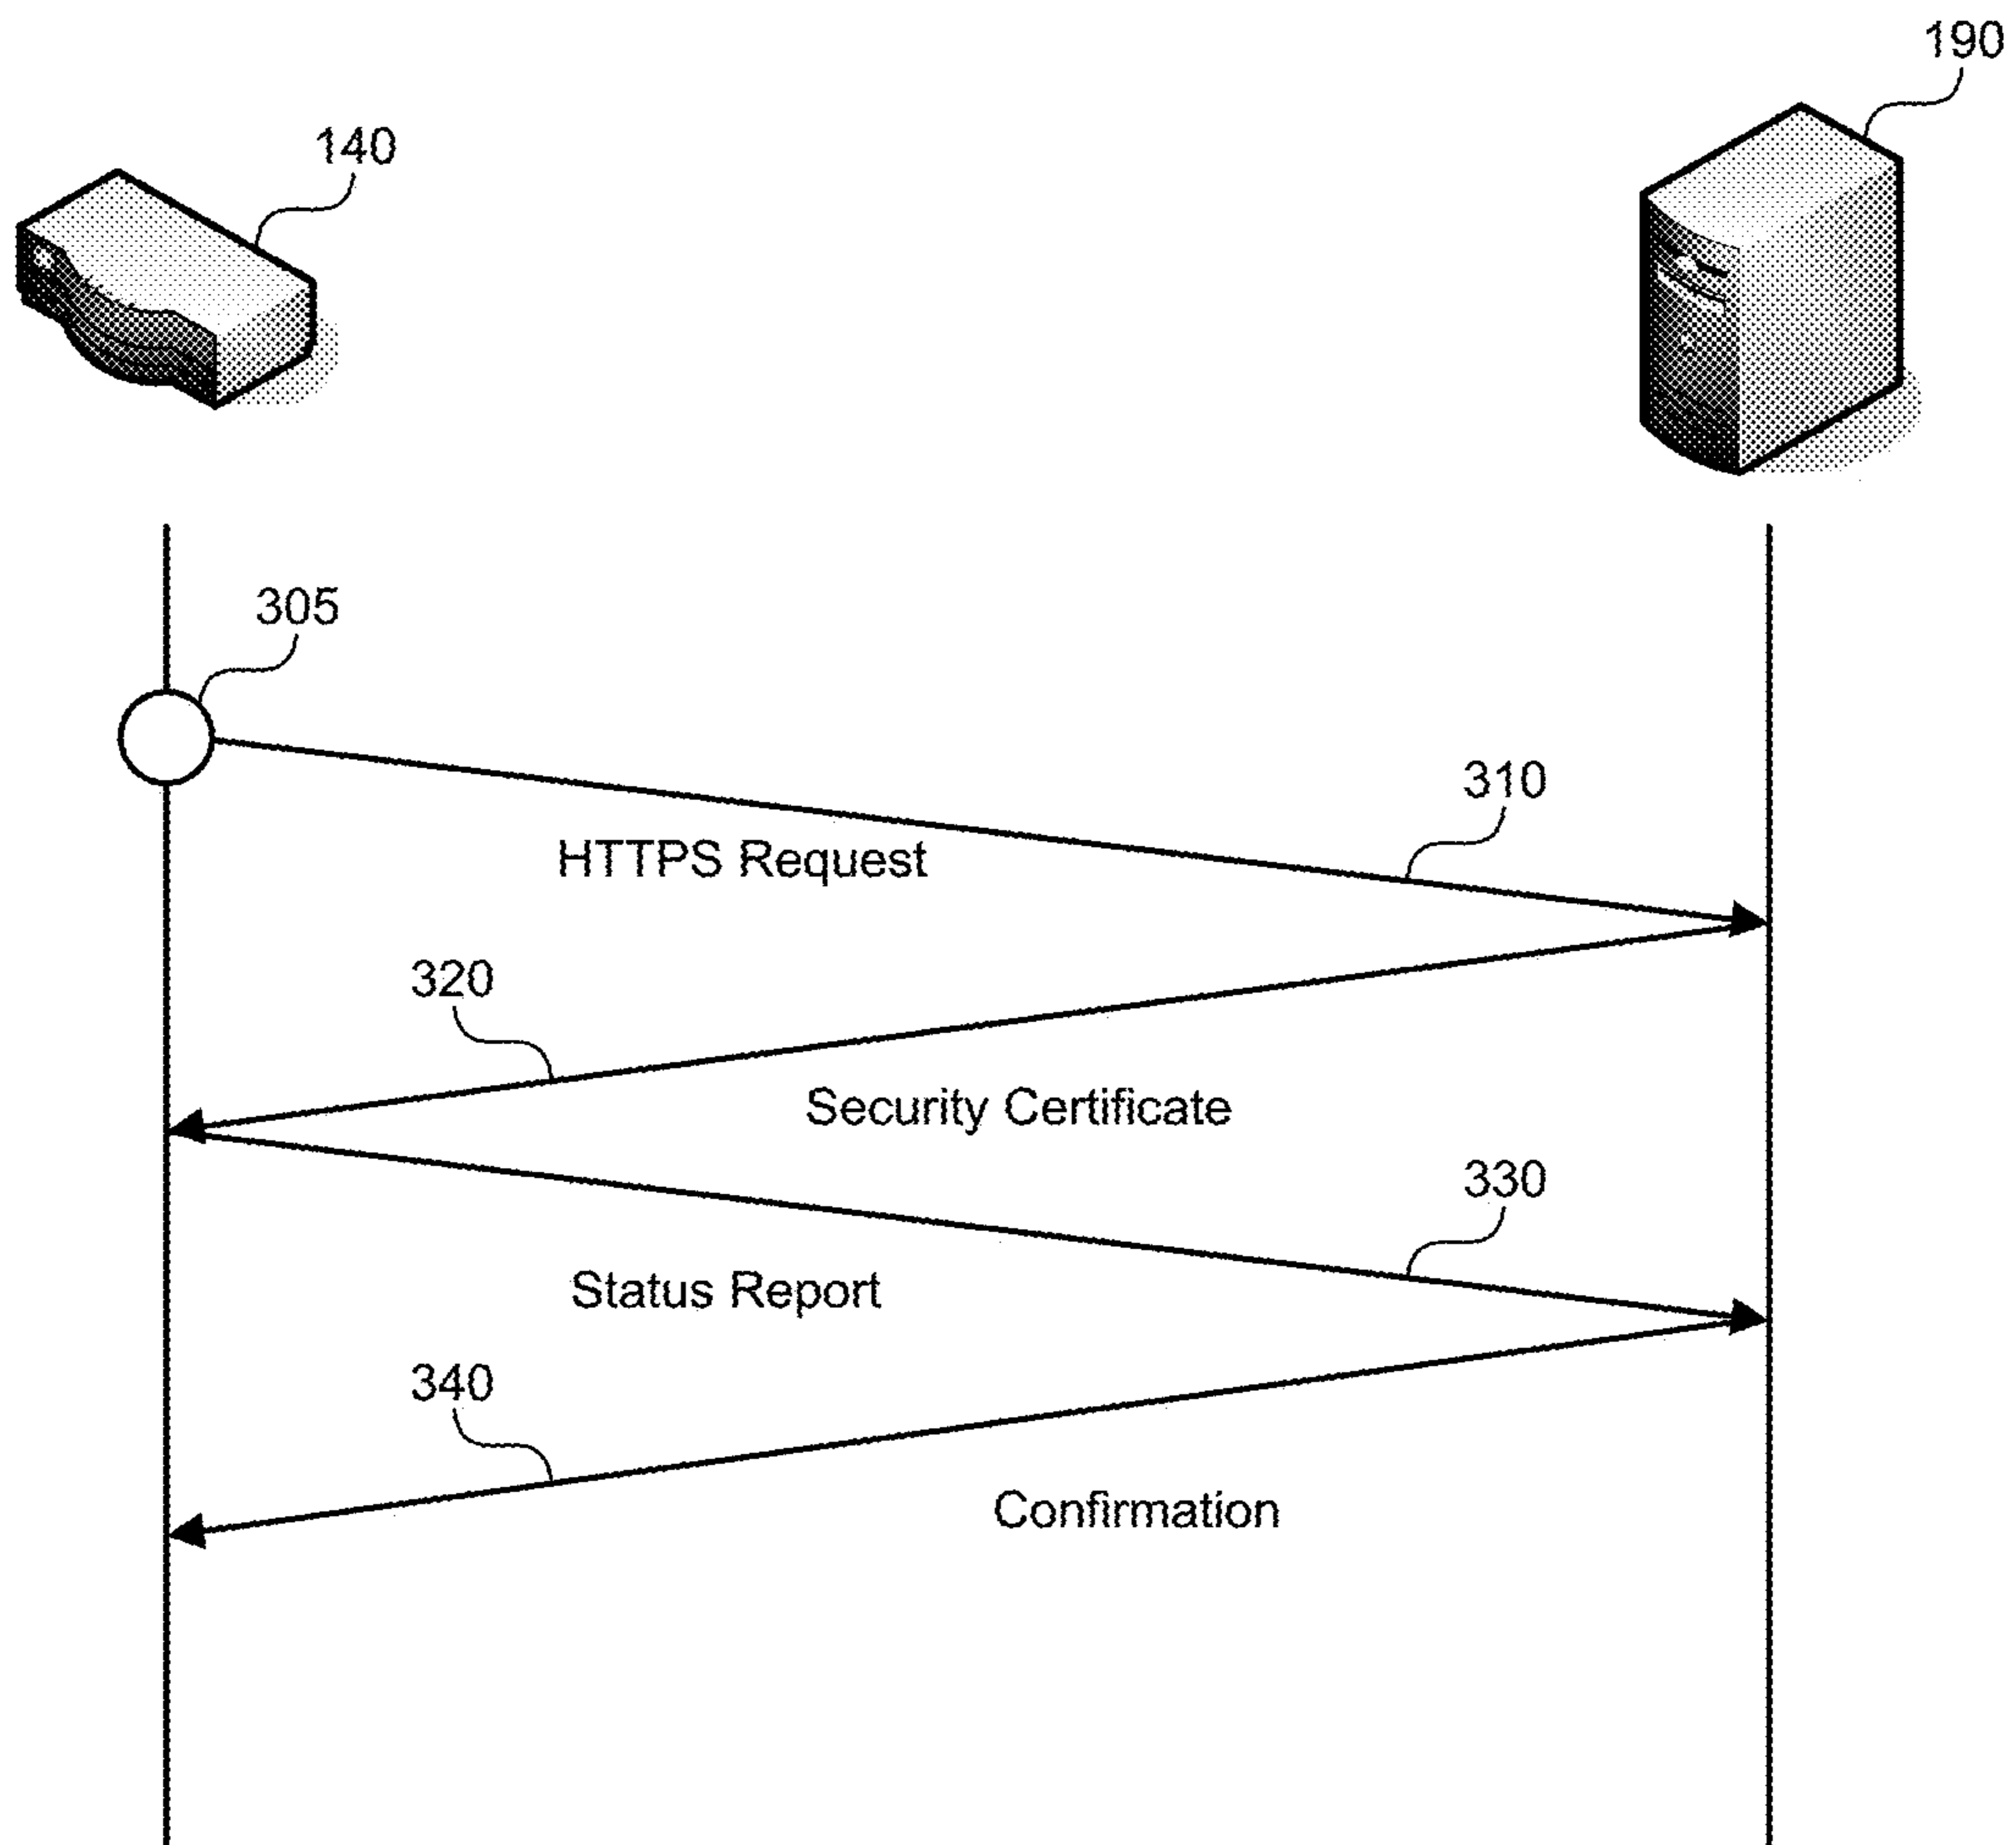 190
140
305
310
HTTPS Request
320
Security Certificate
330
Status Report
340
Confirmation